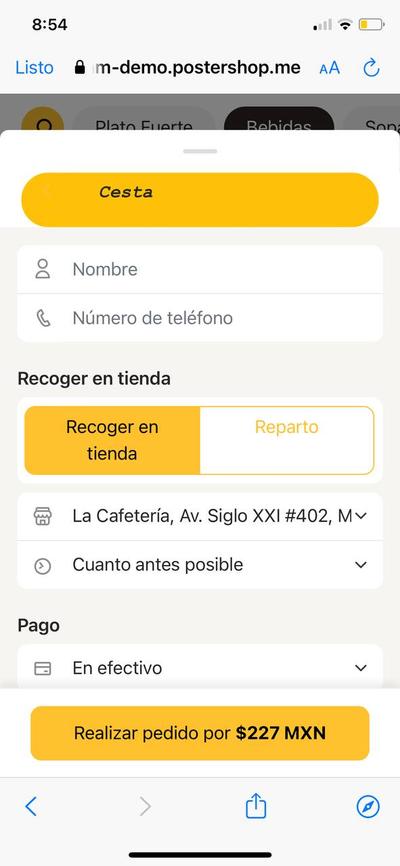 8:54
Listo
m-demo.postershop.me
AA
Plato Fuerte
Bebidas
Cesta
Nombre
Número de teléfono
Recoger en tienda
Recoger en
tienda
Reparto
La Cafetería, Av. Siglo XXI #402, M
Cuanto antes posible
Pago
En efectivo
Realizar pedido por $227 MXN